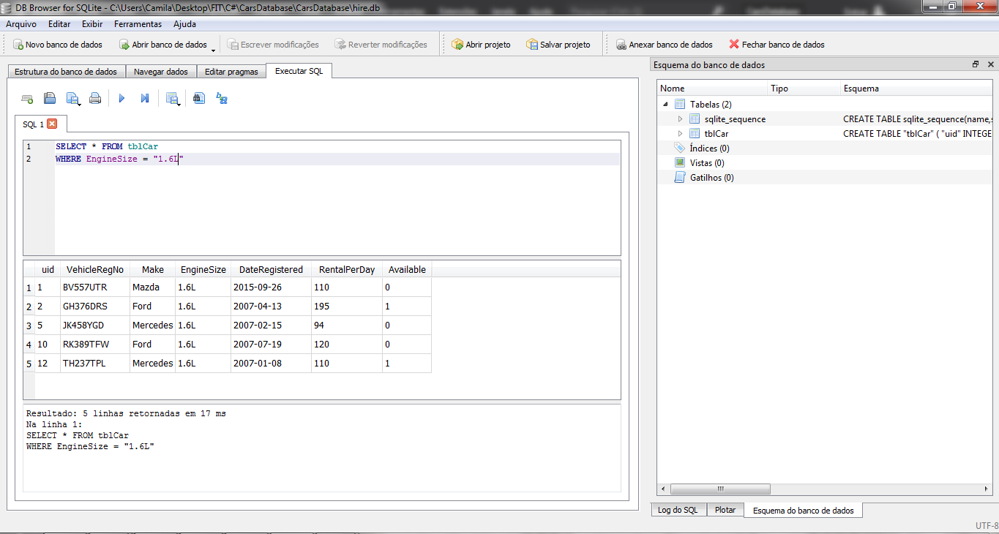 DB Browser for SQLite - C:\Users\Camila\Desktop\FIT\C#\CarsDatabase\CarsDatabase\hire.db
Arquivo Editar Exibir Ferramentas Ajuda
Novo banco de dados Abrir banco de dados Escrever modificações Reverter modificações Abrir projeto Salvar projeto Anexar banco de dados Fechar banco de dados
Estrutura do banco de dados Navegar dados Editar pragmas Executar SQL
SQL 1
1 SELECT * FROM tblCar
2 WHERE EngineSize = "1.6L"
uid VehicleRegNo Make EngineSize DateRegistered RentalPerDay Available
1 1 BV557UTR Mazda 1.6L 2015-09-26 110 0
2 2 GH376DRS Ford 1.6L 2007-04-13 195 1
3 5 JK458YGD Mercedes 1.6L 2007-02-15 94 0
4 10 RK389TFW Ford 1.6L 2007-07-19 120 0
5 12 TH237TPL Mercedes 1.6L 2007-01-08 110 1
Resultado: 5 linhas retornadas em 17 ms
Na linha 1:
SELECT * FROM tblCar
WHERE EngineSize = "1.6L"
Esquema do banco de dados
Nome Tipo Esquema
Tabelas (2)
sqlite_sequence CREATE TABLE sqlite_sequence(name,s
tblCar CREATE TABLE "tblCar" ( "uid" INTEGE
Índices (0)
Vistas (0)
Gatilhos (0)
Log do SQL Plotar Esquema do banco de dados
UTF-8